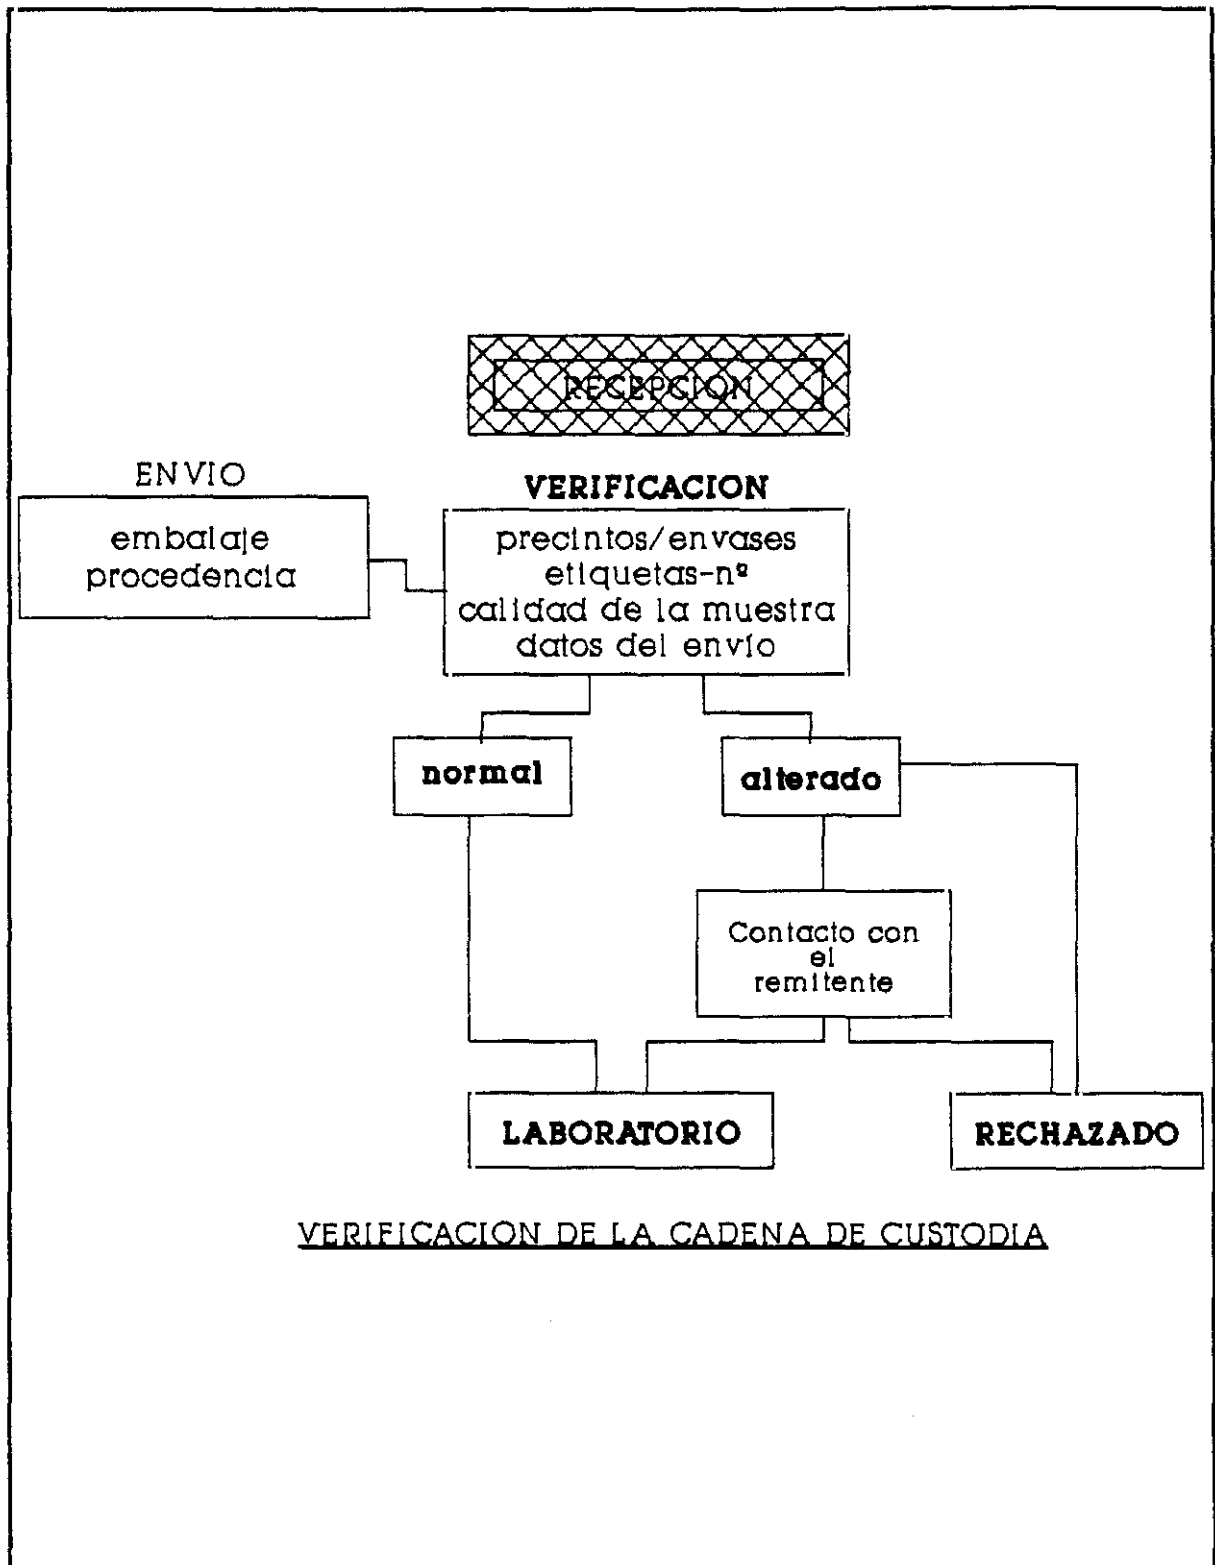 RECEPCION
ENVIO
embalaje
procedencia
VERIFICACION
precintos/envases
etiquetas-nº
calidad de la muestra
datos del envío
normal
alterado
Contacto con
el
remitente
LABORATORIO
RECHAZADO
VERIFICACION DE LA CADENA DE CUSTODIA